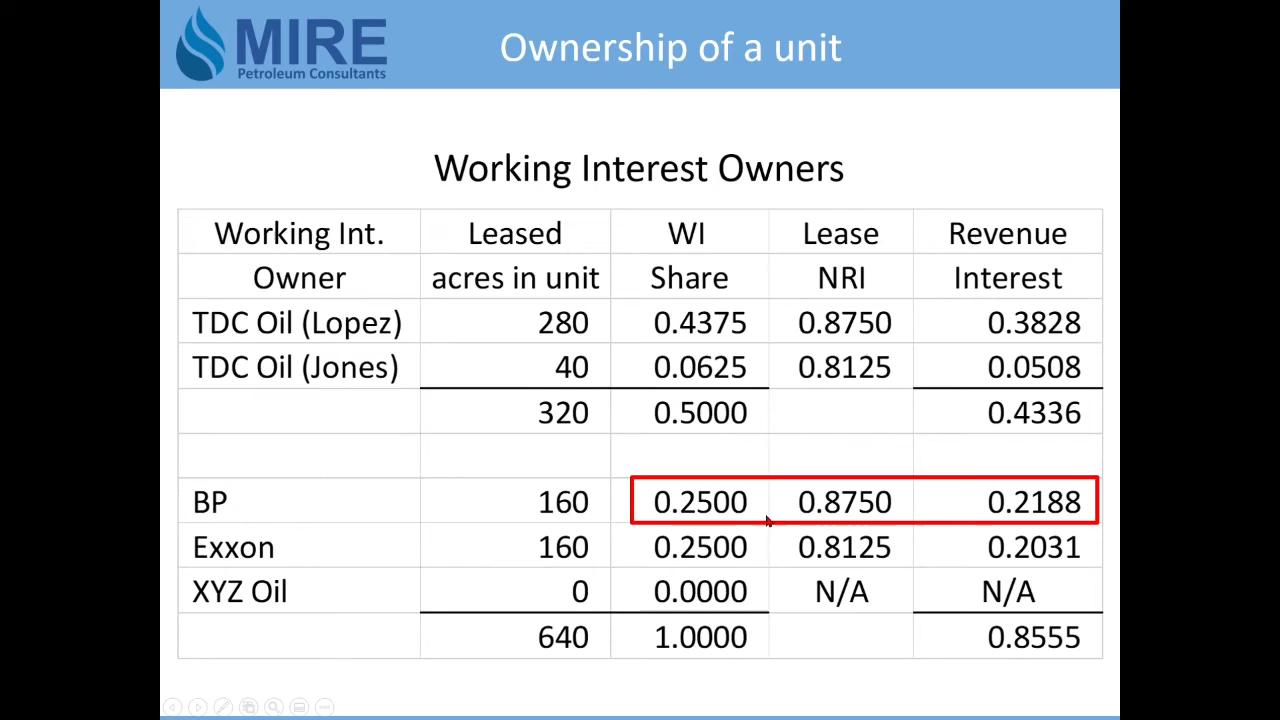 MIRE
Petroleum Consultants
Ownership of a unit
Working Interest Owners
Working Int. Leased WI Lease Revenue
Owner acres in unit Share NRI Interest
TDC Oil (Lopez) 280 0.4375 0.8750 0.3828
TDC Oil (Jones) 40 0.0625 0.8125 0.0508
320 0.5000 0.4336
BP 160 0.2500 0.8750 0.2188
Exxon 160 0.2500 0.8125 0.2031
XYZ Oil 0 0.0000 N/A N/A
640 1.0000 0.8555